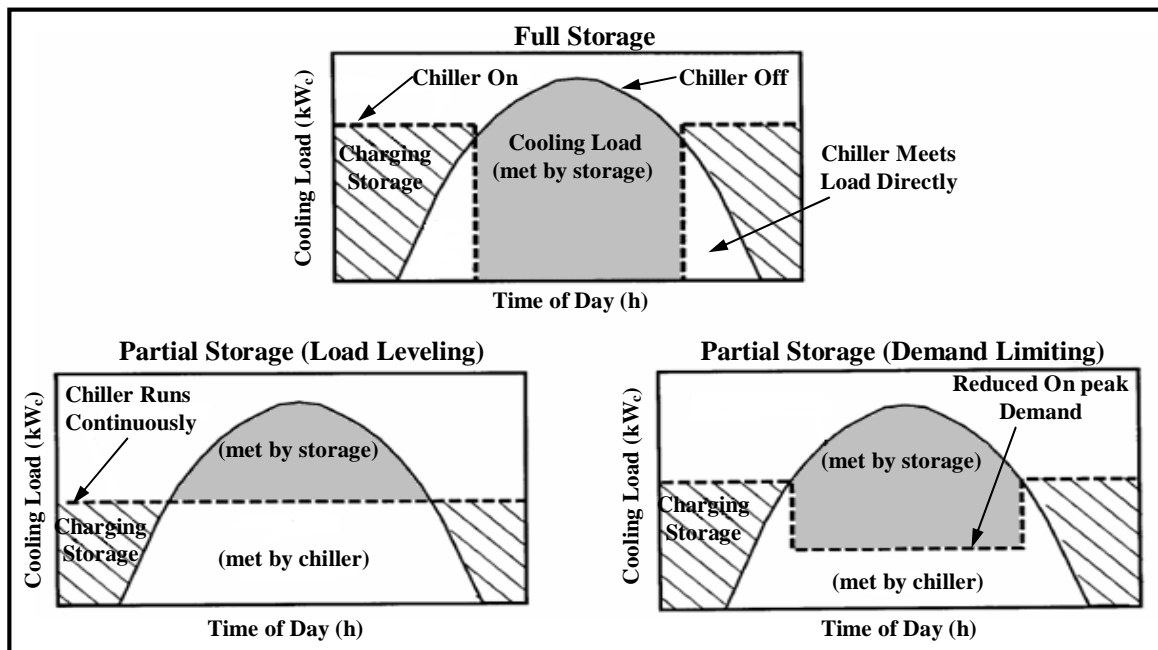 Full Storage
Chiller On
Chiller Off
Cooling Load (kWc)
Charging
Storage
Cooling Load
(met by storage)
Chiller Meets
Load Directly
Time of Day (h)
Partial Storage (Load Leveling)
Chiller Runs
Continuously
Cooling Load (kWc)
(met by storage)
Charging
Storage
(met by chiller)
Time of Day (h)
Partial Storage (Demand Limiting)
Reduced On peak
Demand
Cooling Load (kWc)
(met by storage)
Charging
Storage
(met by chiller)
Time of Day (h)